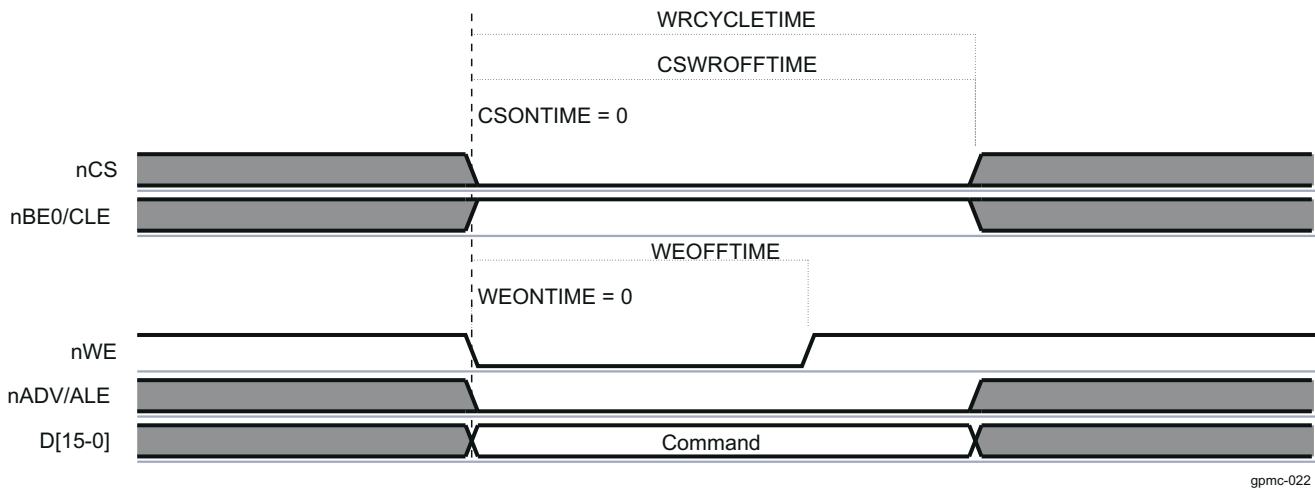 WRCYCLETIME
CSWROFFTIME
CSONTIME = 0
nCS
nBE0/CLE
WEOFFTIME
WEONTIME = 0
nWE
nADV/ALE
D[15-0] Command
gpmc-022